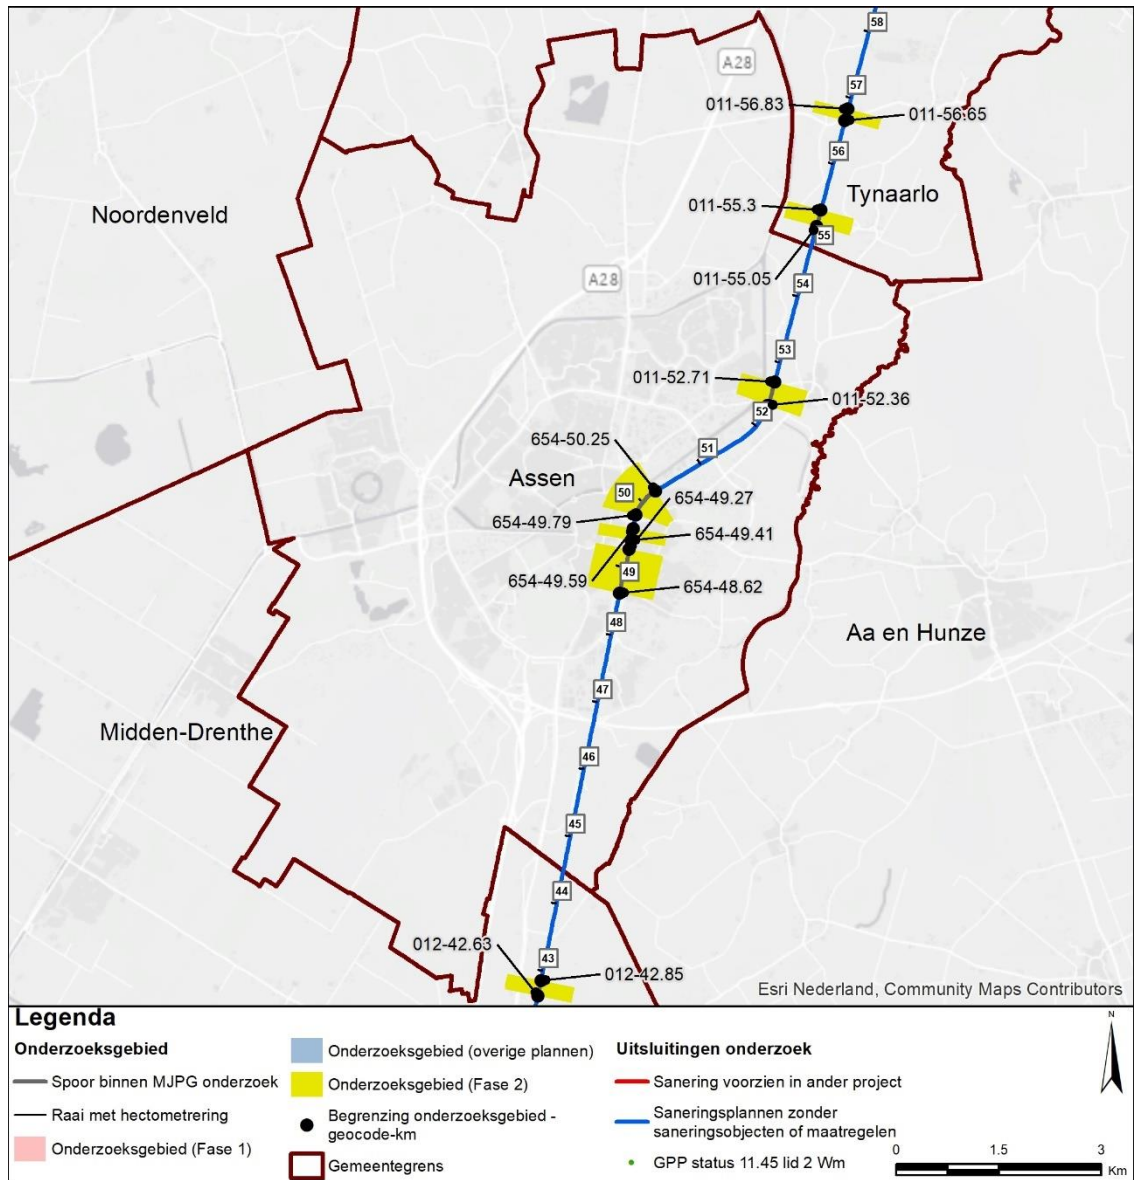 58
A28
57
011-56.83
011-56.65
56
Tynaarlo
Noordenveld
011-55.3
55
A28
011-55.05
54
53
011-52.71
011-52.36
52
654-50.25
51
Assen
50
654-49.27
654-49.79
654-49.41
49
654-49.59
654-48.62
48
Aa en Hunze
47
Midden-Drenthe
46
45
44
012-42.63
43
012-42.85
Esri Nederland, Community Maps Contributors
Legenda
Onderzoeksgebied
Spoor binnen MJPG onderzoek
Raai met hectometrering
Onderzoeksgebied (Fase 1)
Onderzoeksgebied (overige plannen)
Onderzoeksgebied (Fase 2)
Begrenzing onderzoeksgebied -
geocode-km
Gemeentegrens
Uitsluitingen onderzoek
Sanering voorzien in ander project
Saneringsplannen zonder
saneringsobjecten of maatregelen
GPP status 11.45 lid 2 Wm
N
0 1.5 3
Km